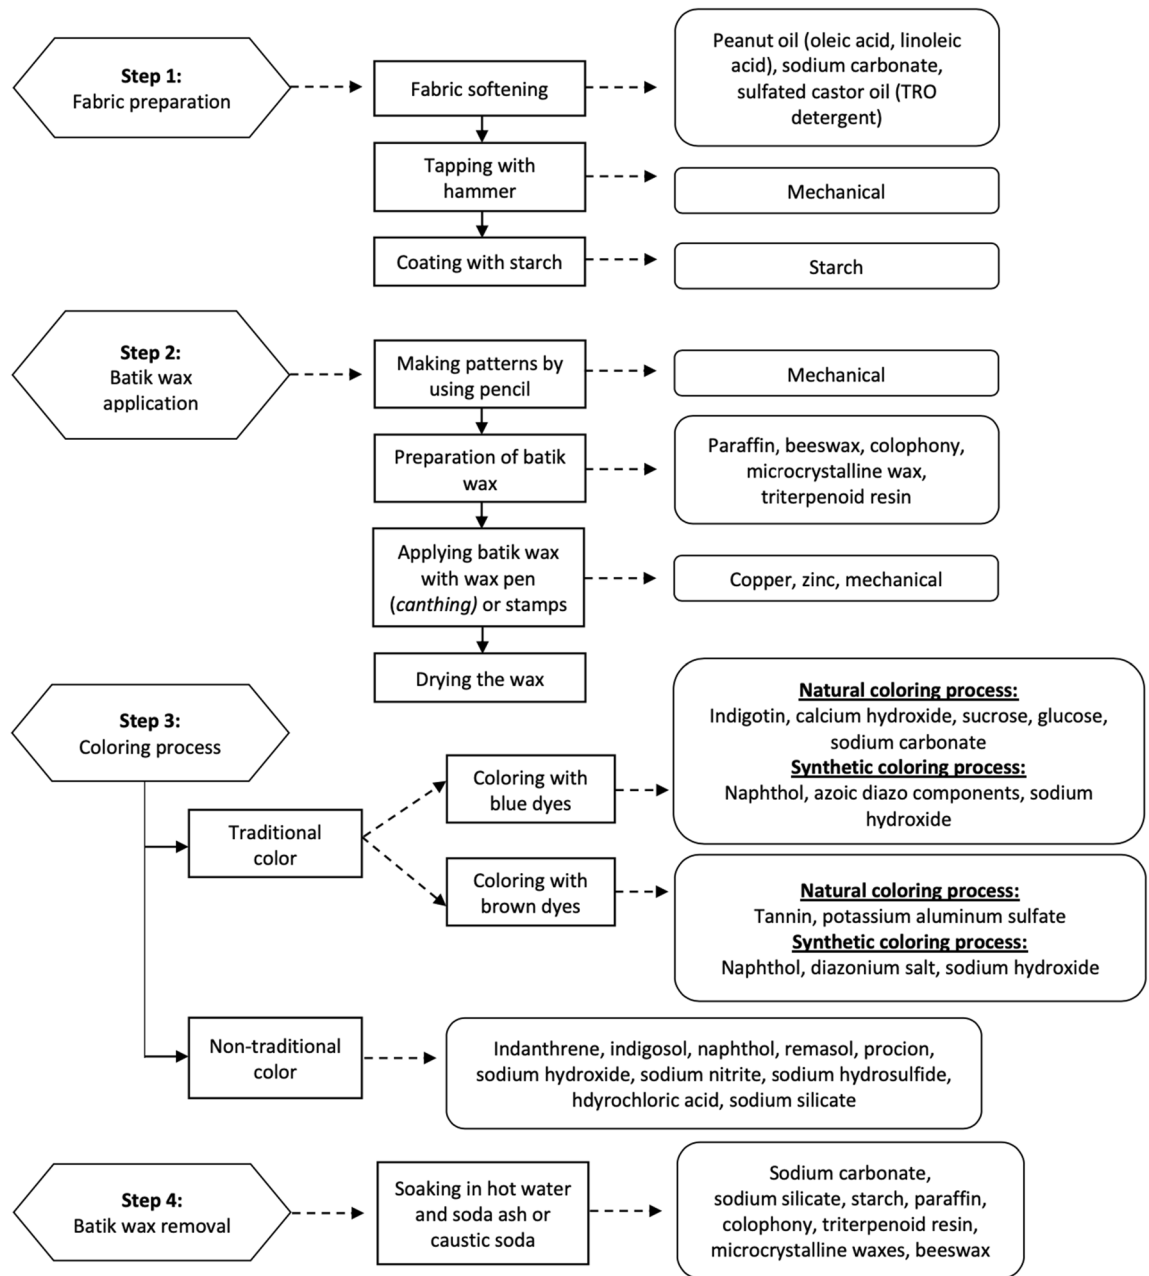 Step 1:
Fabric preparation
Fabric softening
Peanut oil (oleic acid, linoleic
acid), sodium carbonate,
sulfated castor oil (TRO
detergent)
Tapping with
hammer
Mechanical
Coating with starch
Starch
Step 2:
Batik wax
application
Making patterns by
using pencil
Mechanical
Preparation of batik
wax
Paraffin, beeswax, colophony,
microcrystalline wax,
triterpenoid resin
Applying batik wax
with wax pen
(canthing) or stamps
Copper, zinc, mechanical
Drying the wax
Step 3:
Coloring process
Traditional
color
Coloring with
blue dyes
Natural coloring process:
Indigotin, calcium hydroxide, sucrose, glucose,
sodium carbonate
Synthetic coloring process:
Naphthol, azoic diazo components, sodium
hydroxide
Coloring with
brown dyes
Natural coloring process:
Tannin, potassium aluminum sulfate
Synthetic coloring process:
Naphthol, diazonium salt, sodium hydroxide
Non-traditional
color
Indanthrene, indigosol, naphthol, remasol, procion,
sodium hydroxide, sodium nitrite, sodium hydrosulfide,
hdyrochloric acid, sodium silicate
Step 4:
Batik wax removal
Soaking in hot water
and soda ash or
caustic soda
Sodium carbonate,
sodium silicate, starch, paraffin,
colophony, triterpenoid resin,
microcrystalline waxes, beeswax